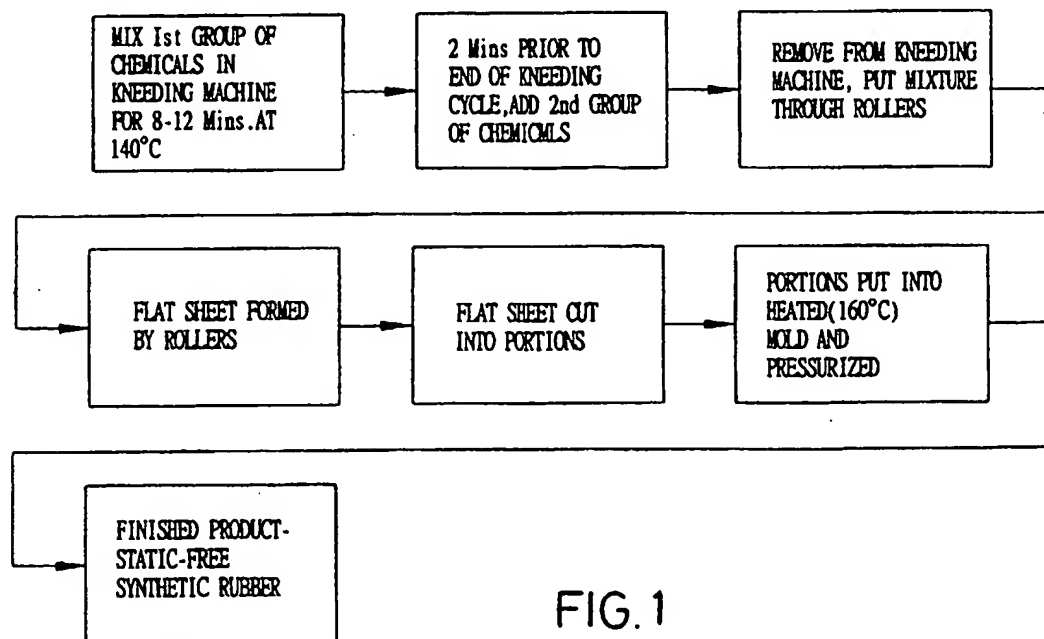 MIX Ist GROUP OF
CHEMICALS IN
KNEEDING MACHINE
FOR 8-12 Mins.AT
140°C
2 Mins PRIOR TO
END OF KNEEDING
CYCLE,ADD 2nd GROUP
OF CHEMICMLS
REMOVE FROM KNEEDING
MACHINE, PUT MIXTURE
THROUGH ROLLERS
FLAT SHEET FORMED
BY ROLLERS
FLAT SHEET CUT
INTO PORTIONS
PORTIONS PUT INTO
HEATED(160°C)
MOLD AND
PRESSURIZED
FINISHED PRODUCT-
STATIC-FREE
SYNTHETIC RUBBER
FIG.1